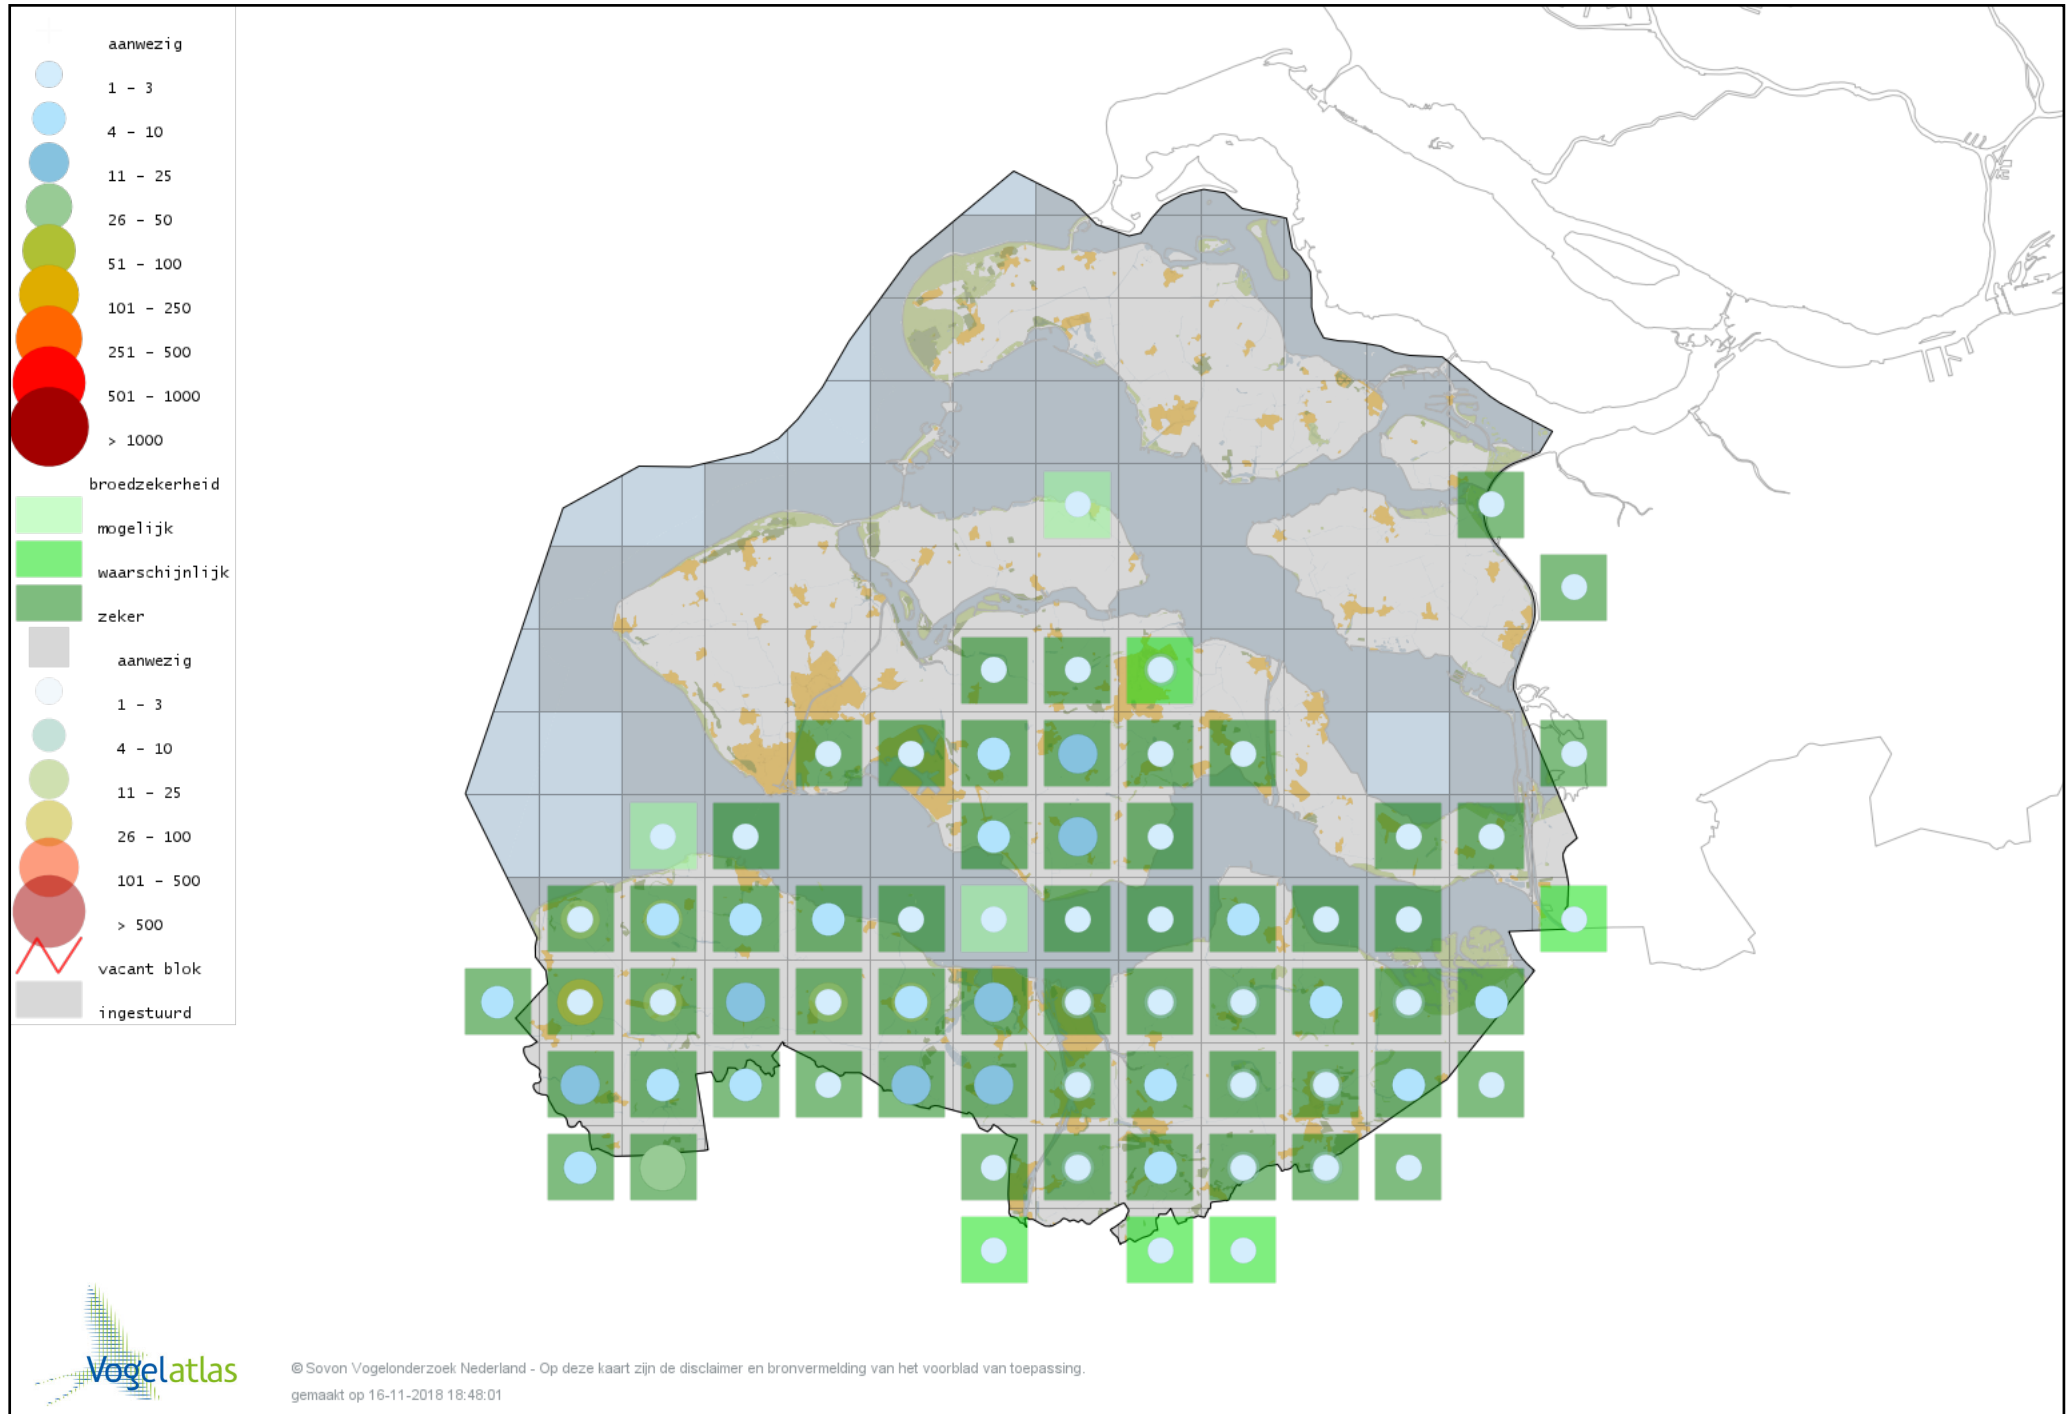 aanwezig
1 - 3
4 - 10
11 - 25
26 - 50
51 - 100
101 - 250
251 - 500
501 - 1000
> 1000
broedzekerheid
mogelijk
waarschijnlijk
zeker
aanwezig
1 - 3
4 - 10
11 - 25
26 - 100
101 - 500
> 500
vacant blok
ingestuurd
Vogelatlas
© Sovon Vogelonderzoek Nederland - Op deze kaart zijn de disclaimer en bronvermelding van het voorblad van toepassing.
gemaakt op 16-11-2018 18:48:01